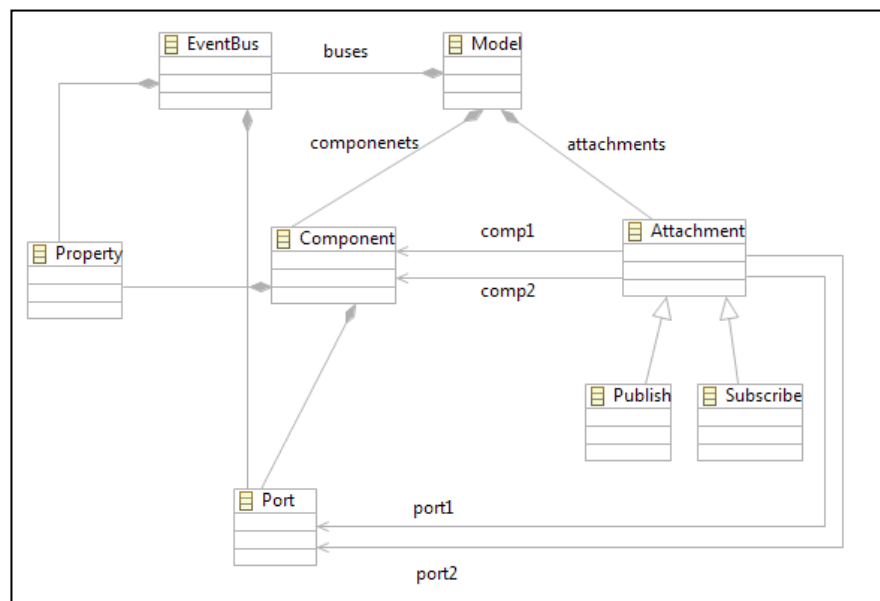 EventBus
Model
buses
componenets
attachments
Property
Component
comp1
Attachment
comp2
Publish
Subscribe
Port
port1
port2